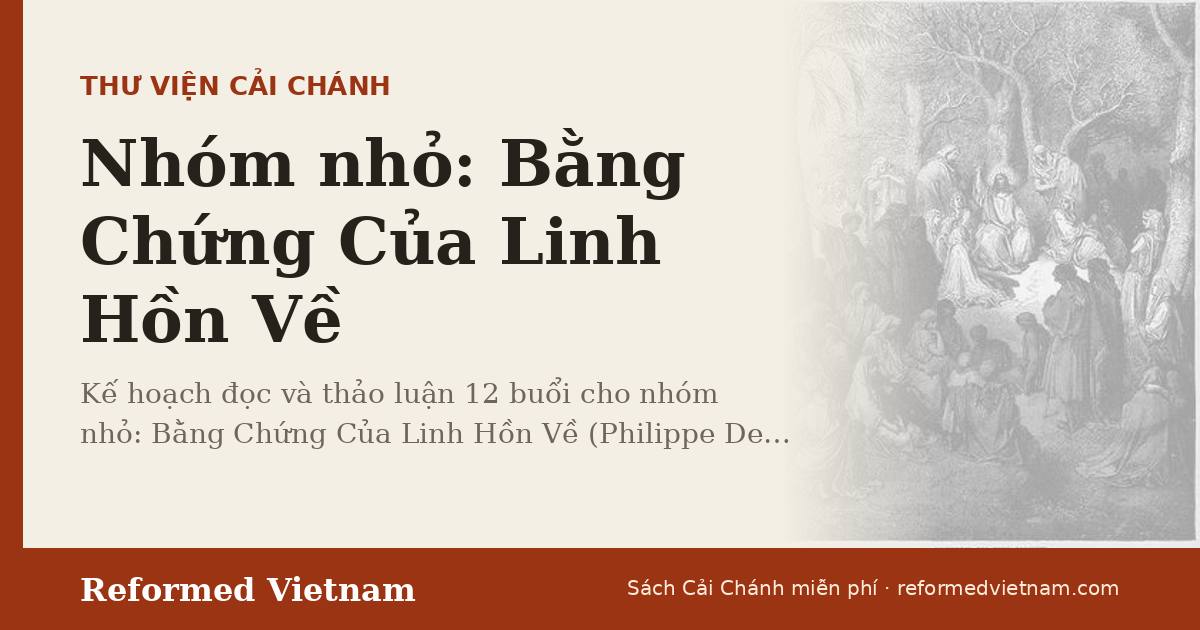 THƯ VIỆN CẢI CHÁNH
Nhóm nhỏ: Bằng
Chứng Của Linh
Hồn Về
Kế hoạch đọc và thảo luận 12 buổi cho nhóm
nhỏ: Bằng Chứng Của Linh Hồn Về (Philippe De...
Reformed Vietnam
Sách Cải Chánh miễn phí · reformedvietnam.com